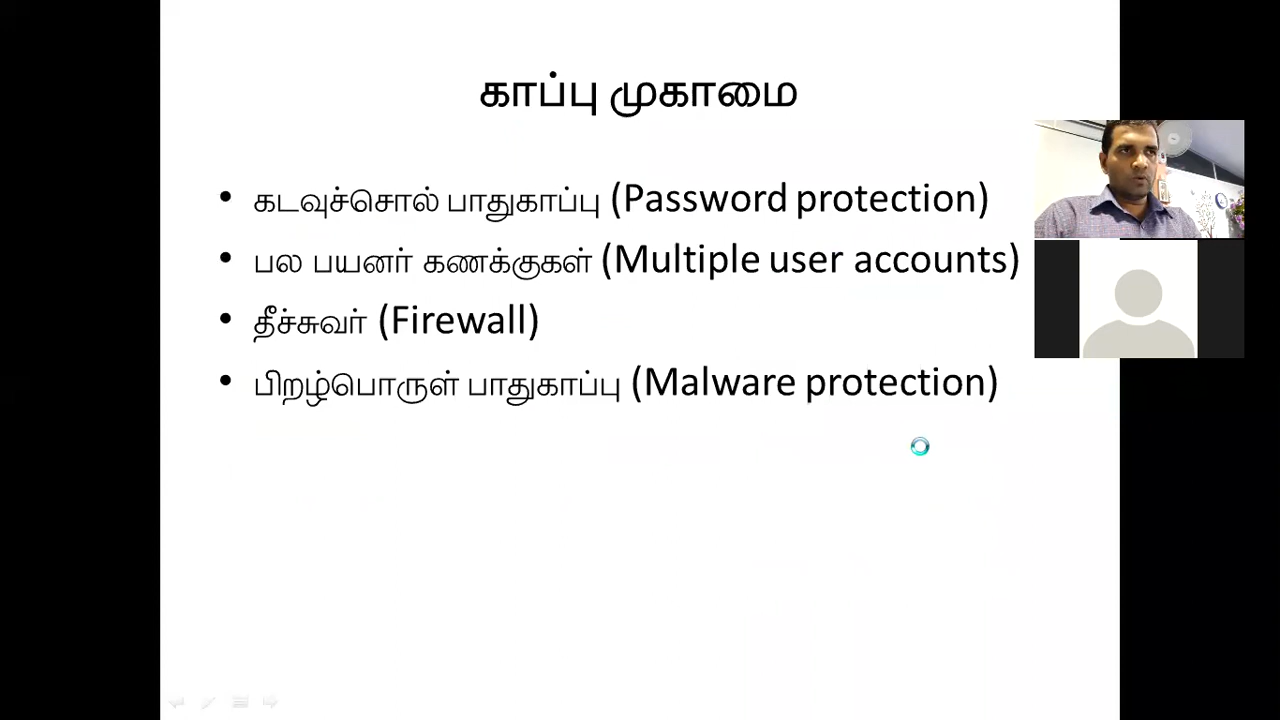 காப்பு முகாமை
• கடவுச்சொல் பாதுகாப்பு (Password protection)
• பல பயனர் கணக்குகள் (Multiple user accounts)
• தீச்சுவர் (Firewall)
• பிறழ்பொருள் பாதுகாப்பு (Malware protection)